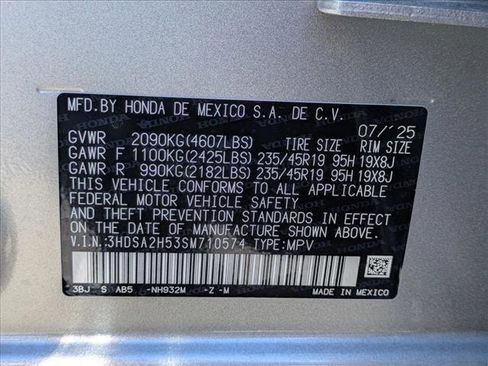 MFD.BY HONDA DE MEXICO S.A. DE C.V.
07/'25
GVWR 2090KG(4607LBS) TIRE SIZE RIM SIZE
GAWR F 1100KG(2425LBS) 235/45R19 95H 19X8J
GAWR R 990KG(2182LBS) 235/45R19 95H 19X8J
THIS VEHICLE CONFORMS TO ALL APPLICABLE
FEDERAL MOTOR VEHICLE SAFETY
AND THEFT PREVENTION STANDARDS IN EFFECT
ON THE DATE OF MANUFACTURE SHOWN ABOVE.
V.I.N:3HDSA2H53SM710574 TYPE:MPV
3BJ S AB5 -NH932M -Z -M
MADE IN MEXICO